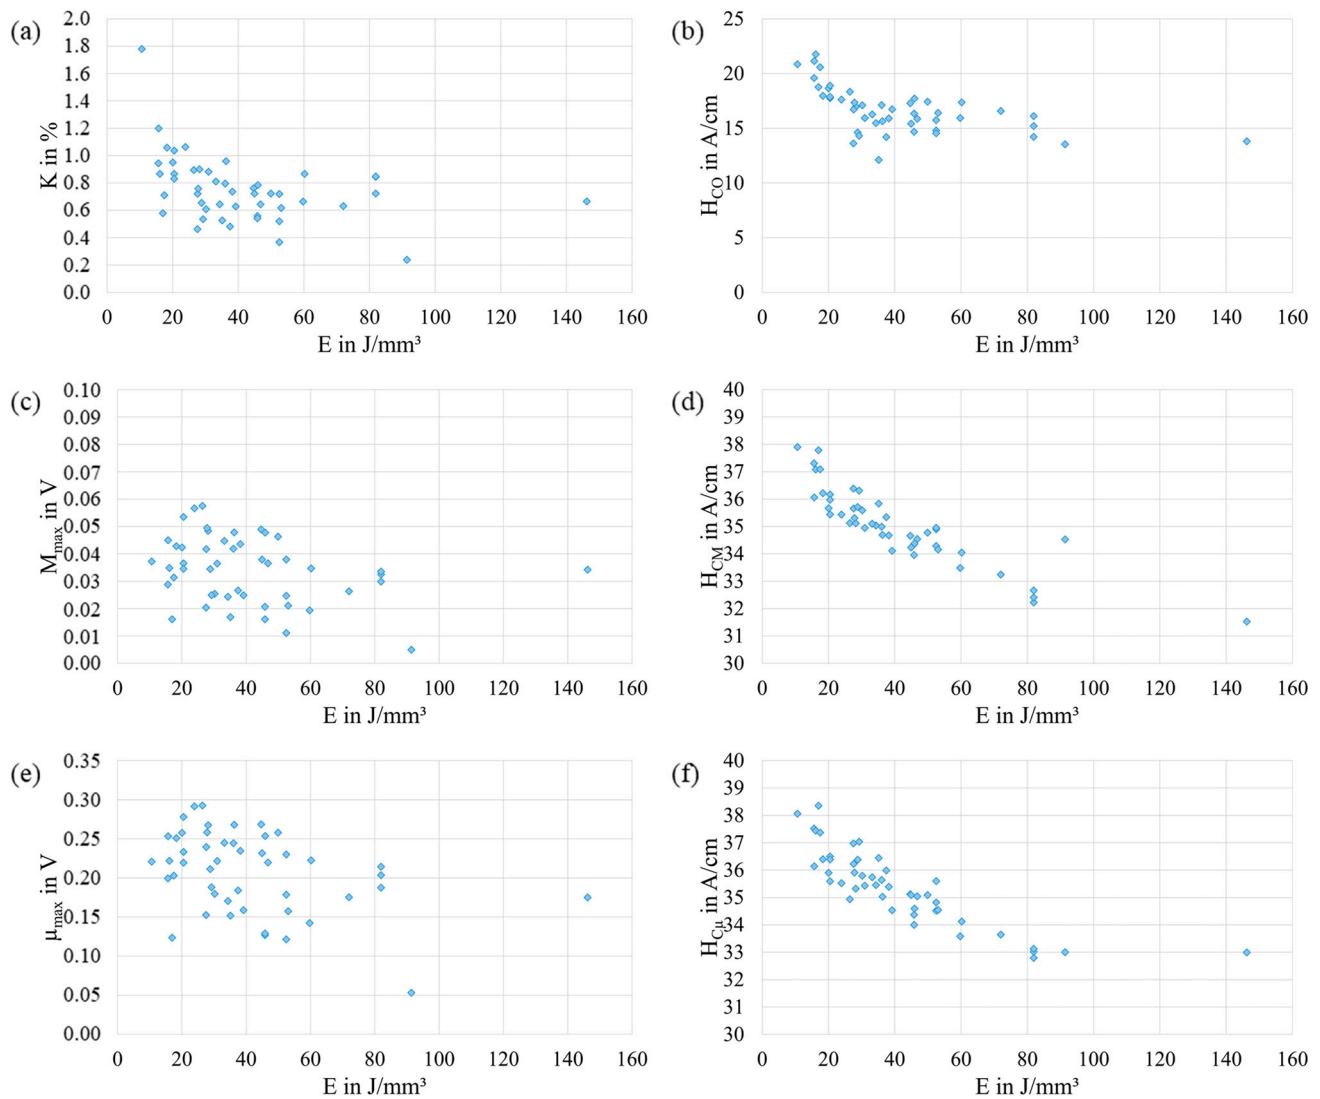 (a)
K in %
2.0
1.8
1.6
1.4
1.2
1.0
0.8
0.6
0.4
0.2
0.0
0 20 40 60 80 100 120 140 160
E in J/mm³
(b)
H_CO in A/cm
25
20
15
10
5
0
0 20 40 60 80 100 120 140 160
E in J/mm³
(c)
M_max in V
0.10
0.09
0.08
0.07
0.06
0.05
0.04
0.03
0.02
0.01
0.00
0 20 40 60 80 100 120 140 160
E in J/mm³
(d)
H_CM in A/cm
40
39
38
37
36
35
34
33
32
31
30
0 20 40 60 80 100 120 140 160
E in J/mm³
(e)
μ_max in V
0.35
0.30
0.25
0.20
0.15
0.10
0.05
0.00
0 20 40 60 80 100 120 140 160
E in J/mm³
(f)
H_Cμ in A/cm
40
39
38
37
36
35
34
33
32
31
30
0 20 40 60 80 100 120 140 160
E in J/mm³